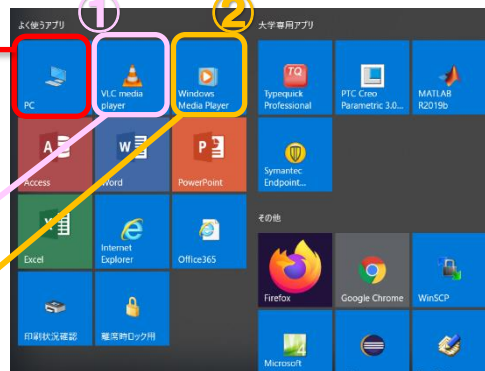 ① ②
よく使うアプリ
大学専用アプリ
PC
VLC media
player
Windows
Media Player
TQ
Typequick
Professional
PTC Creo
Parametric 3.0...
MATLAB
R2019b
Access
Word
PowerPoint
Symantec
Endpoint...
その他
Excel
Internet
Explorer
Office365
Firefox
Google Chrome
WinSCP
印刷状況確認
離席時ロック用
Microsoft